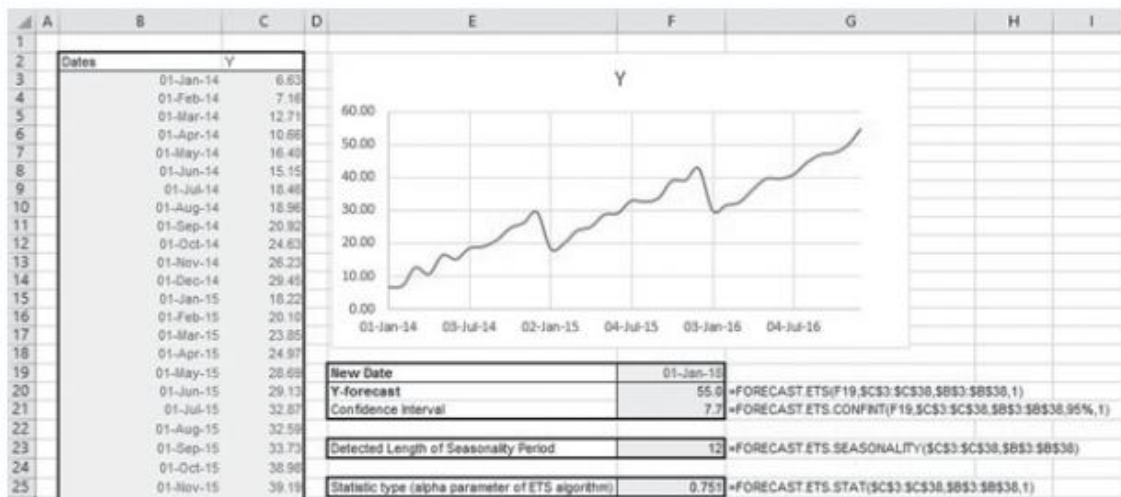 A B C D E F G H I
1
2 Dates Y
Y
3 01-Jan-14 6.63
4 01-Feb-14 7.16
5 01-Mar-14 12.71
6 01-Apr-14 10.66
7 01-May-14 16.40
8 01-Jun-14 15.15
9 01-Jul-14 18.46
10 01-Aug-14 18.96
11 01-Sep-14 20.92
12 01-Oct-14 24.63
13 01-Nov-14 26.23
14 01-Dec-14 29.45
15 01-Jan-15 18.22
16 01-Feb-15 20.10
17 01-Mar-15 23.85
18 01-Apr-15 24.97
60.00
50.00
40.00
30.00
20.00
10.00
0.00
01-Jan-14 03-Jul-14 02-Jan-15 04-Jul-15 03-Jan-16 04-Jul-16
19 01-May-15 28.69 New Date 01-Jan-18
20 01-Jun-15 29.13 Y-forecast 55.0 =FORECAST.ETS(F19,$C$3:$C$38,$B$3:$B$38,1)
21 01-Jul-15 32.87 Confidence Interval 7.7 =FORECAST.ETS.CONFINT(F19,$C$3:$C$38,$B$3:$B$38,95%,1)
22 01-Aug-15 32.59
23 01-Sep-15 33.73 Detected Length of Seasonality Period 12 =FORECAST.ETS.SEASONALITY($C$3:$C$38,$B$3:$B$38)
24 01-Oct-15 38.98
25 01-Nov-15 39.19 Statistic type (alpha parameter of ETS algorithm) 0.751 =FORECAST.ETS.STAT($C$3:$C$38,$B$3:$B$38,1)